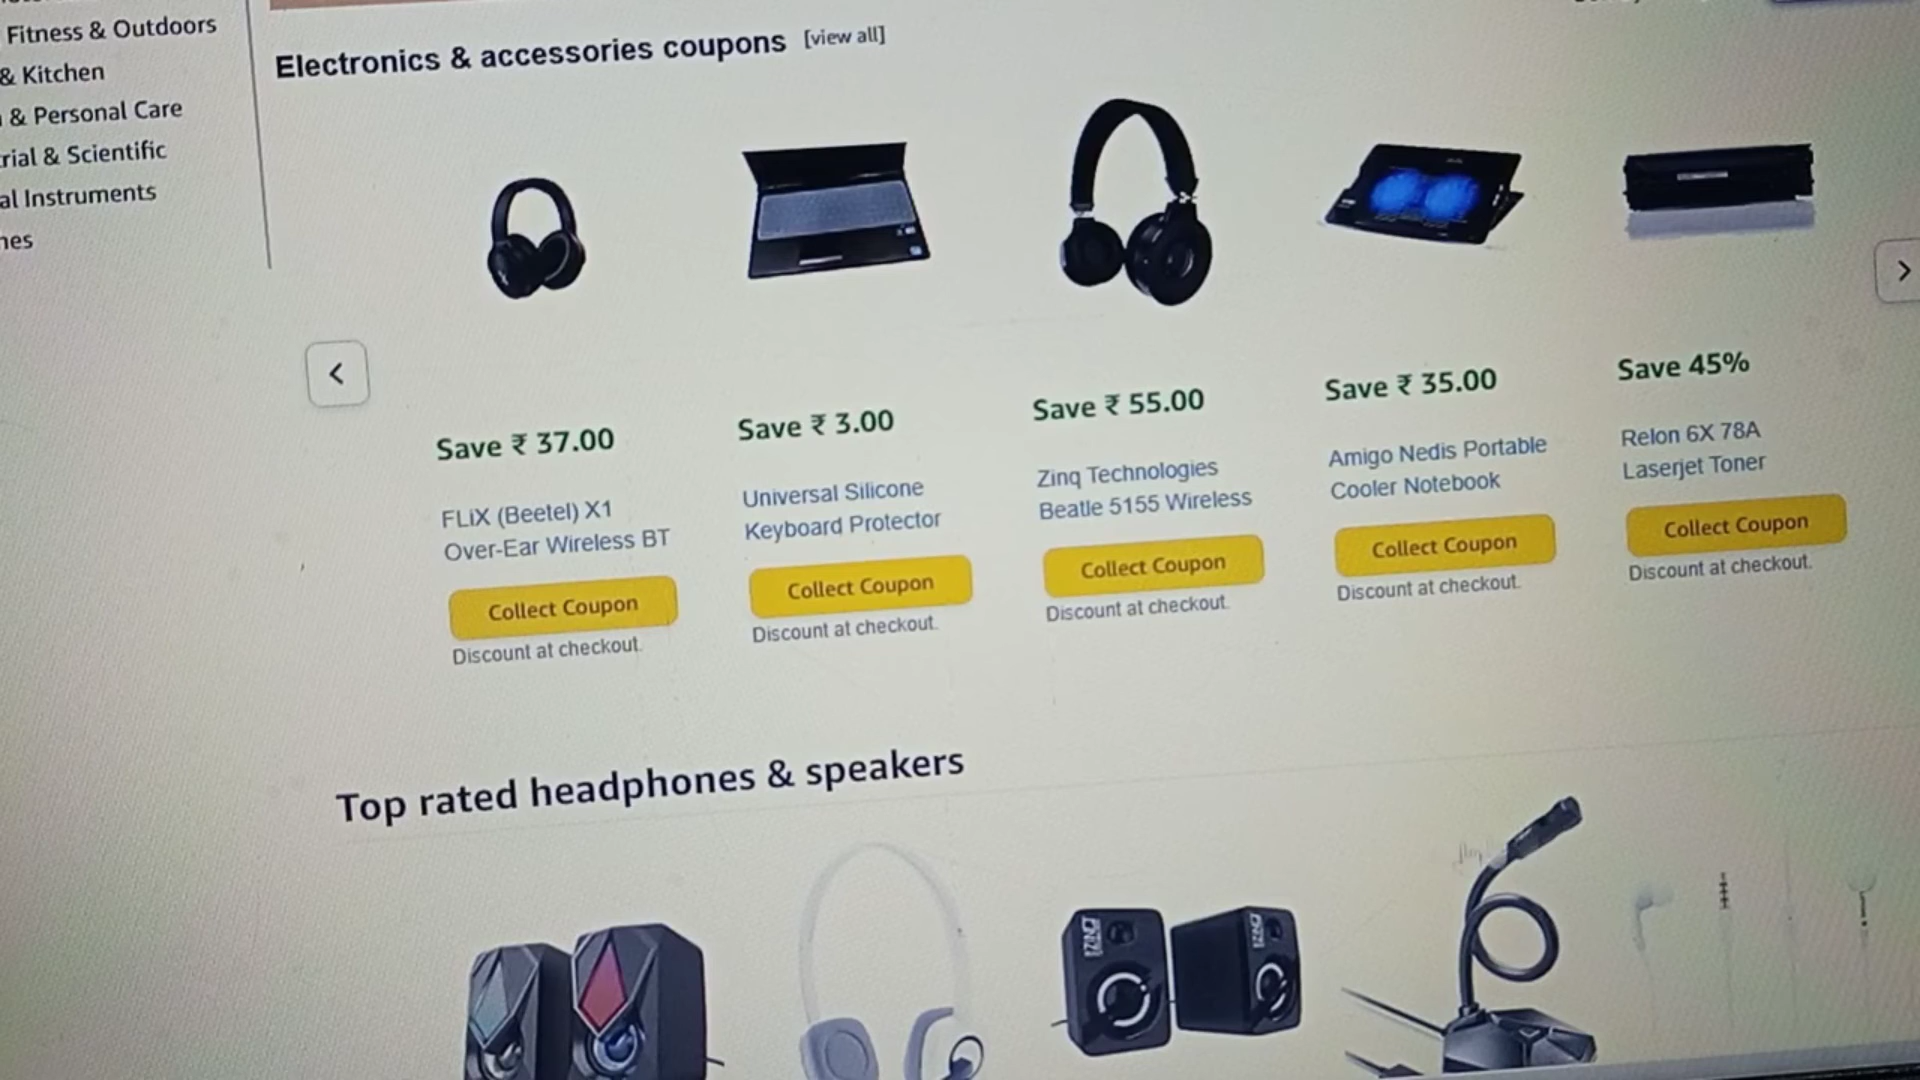 Fitness & Outdoors
& Kitchen
& Personal Care
rial & Scientific
al Instruments
nes
Electronics & accessories coupons [view all]
Save ₹ 37.00
FLiX (Beetel) X1
Over-Ear Wireless BT
Collect Coupon
Discount at checkout.
Save ₹ 3.00
Universal Silicone
Keyboard Protector
Collect Coupon
Discount at checkout.
Save ₹ 55.00
Zinq Technologies
Beatle 5155 Wireless
Collect Coupon
Discount at checkout.
Save ₹ 35.00
Amigo Nedis Portable
Cooler Notebook
Collect Coupon
Discount at checkout.
Save 45%
Relon 6X 78A
Laserjet Toner
Collect Coupon
Discount at checkout.
Top rated headphones & speakers